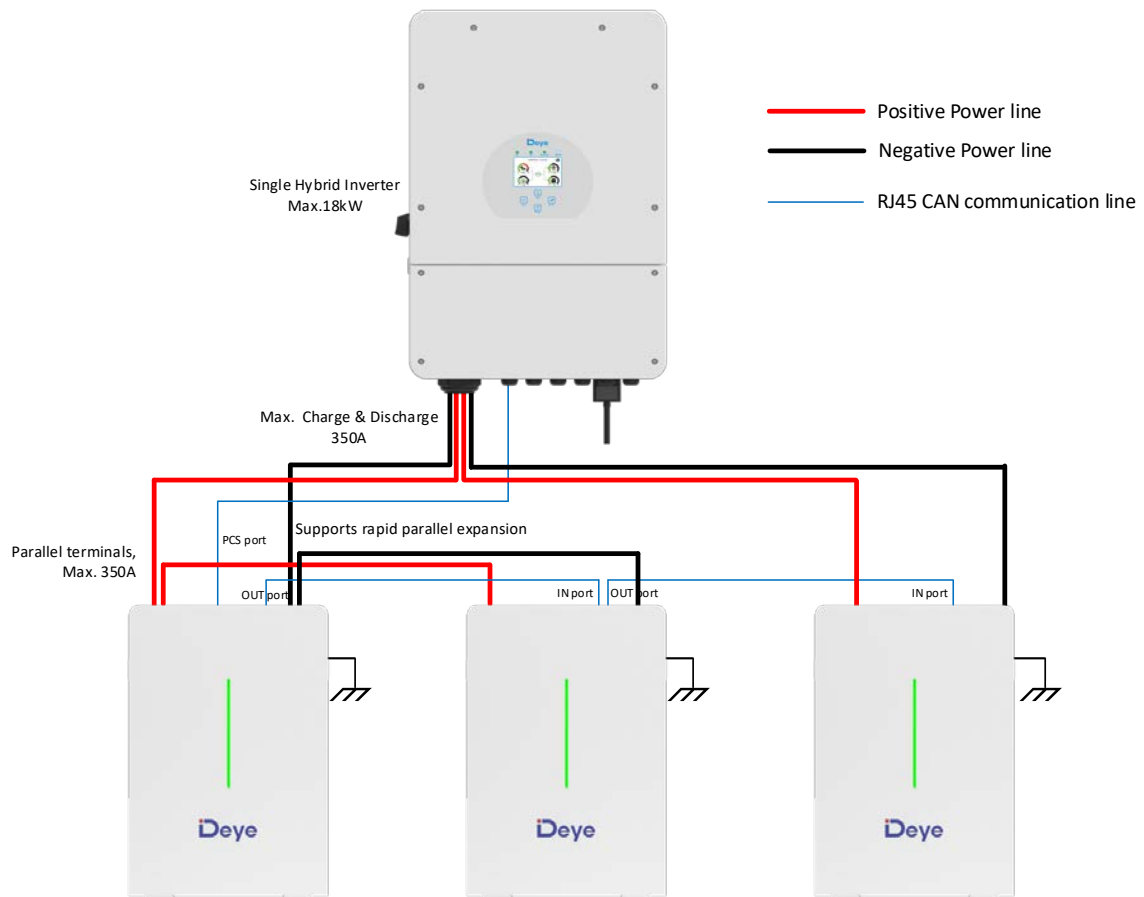 Deye
Positive Power line
Negative Power line
RJ45 CAN communication line
Single Hybrid Inverter
Max.18kW
Max.  Charge & Discharge
350A
Supports rapid parallel expansion
PCS port
Parallel terminals,
Max. 350A
OUT port
IN port
OUT port
IN port
Deye
Deye
Deye